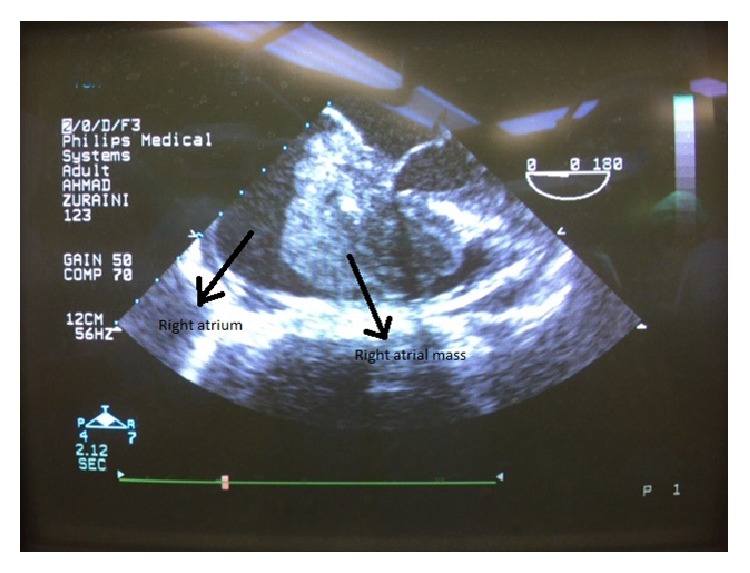 2/0/D/F3
Philips Medical
Systems
Adult
AHMAD
ZURAINI
123
GAIN 50
COMP 70
12CM
56HZ
0 0 180
Right atrium
Right atrial mass
T
P R
4 7
2.12
SEC
P 1